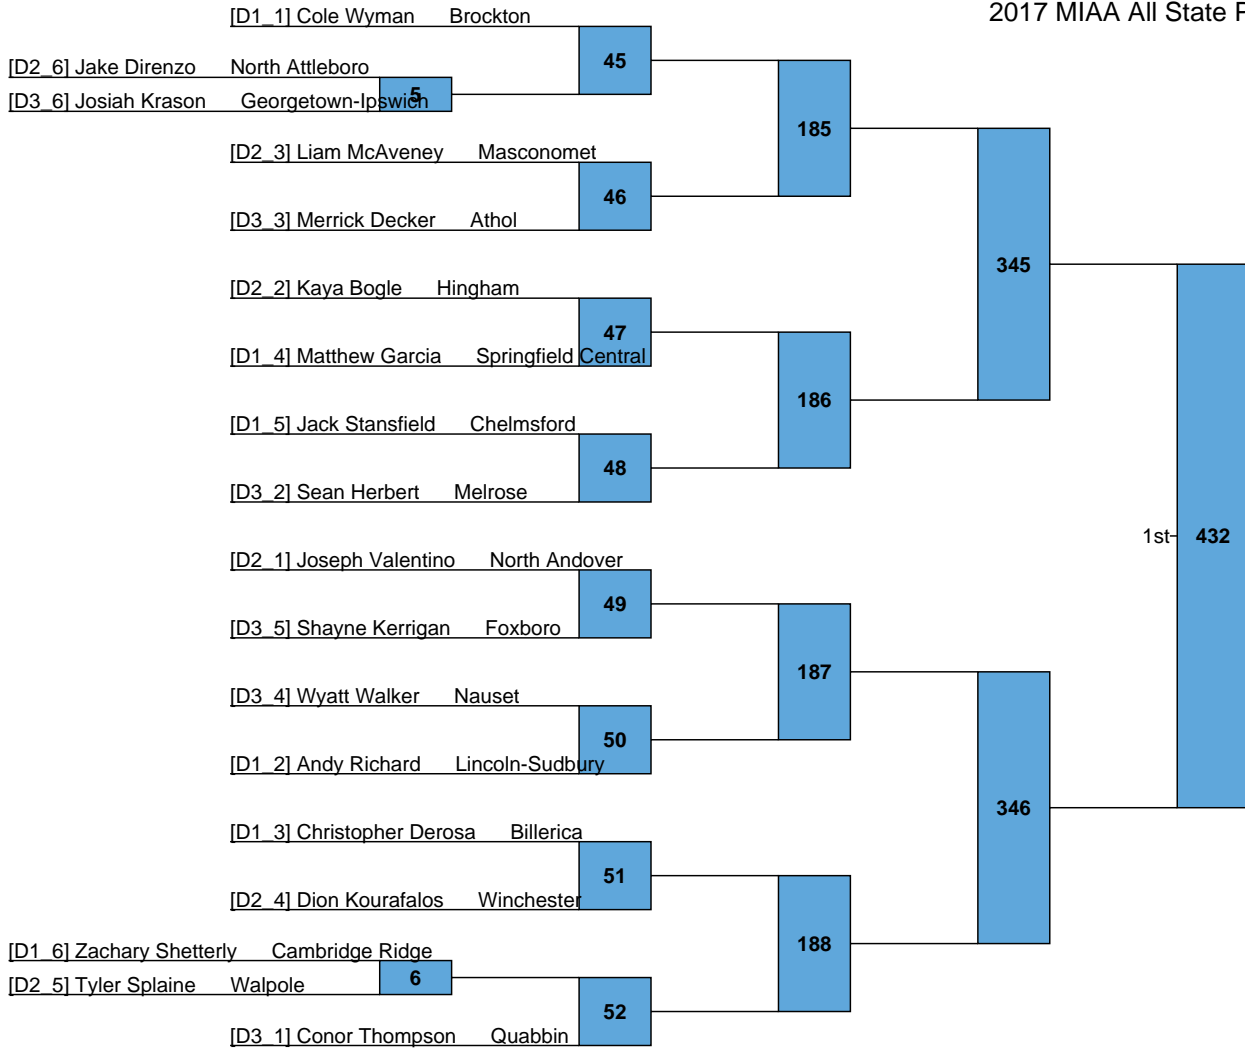 2017 MIAA All State P
[D1_1] Cole Wyman Brockton
45
[D2_6] Jake Direnzo North Attleboro
5
[D3_6] Josiah Krason Georgetown-Ipswich
185
[D2_3] Liam McAveney Masconomet
46
[D3_3] Merrick Decker Athol
345
[D2_2] Kaya Bogle Hingham
47
[D1_4] Matthew Garcia Springfield Central
186
[D1_5] Jack Stansfield Chelmsford
48
[D3_2] Sean Herbert Melrose
1st 432
[D2_1] Joseph Valentino North Andover
49
[D3_5] Shayne Kerrigan Foxboro
187
[D3_4] Wyatt Walker Nauset
50
[D1_2] Andy Richard Lincoln-Sudbury
346
[D1_3] Christopher Derosa Billerica
51
[D2_4] Dion Kourafalos Winchester
188
[D1_6] Zachary Shetterly Cambridge Ridge
6
[D2_5] Tyler Splaine Walpole
52
[D3_1] Conor Thompson Quabbin